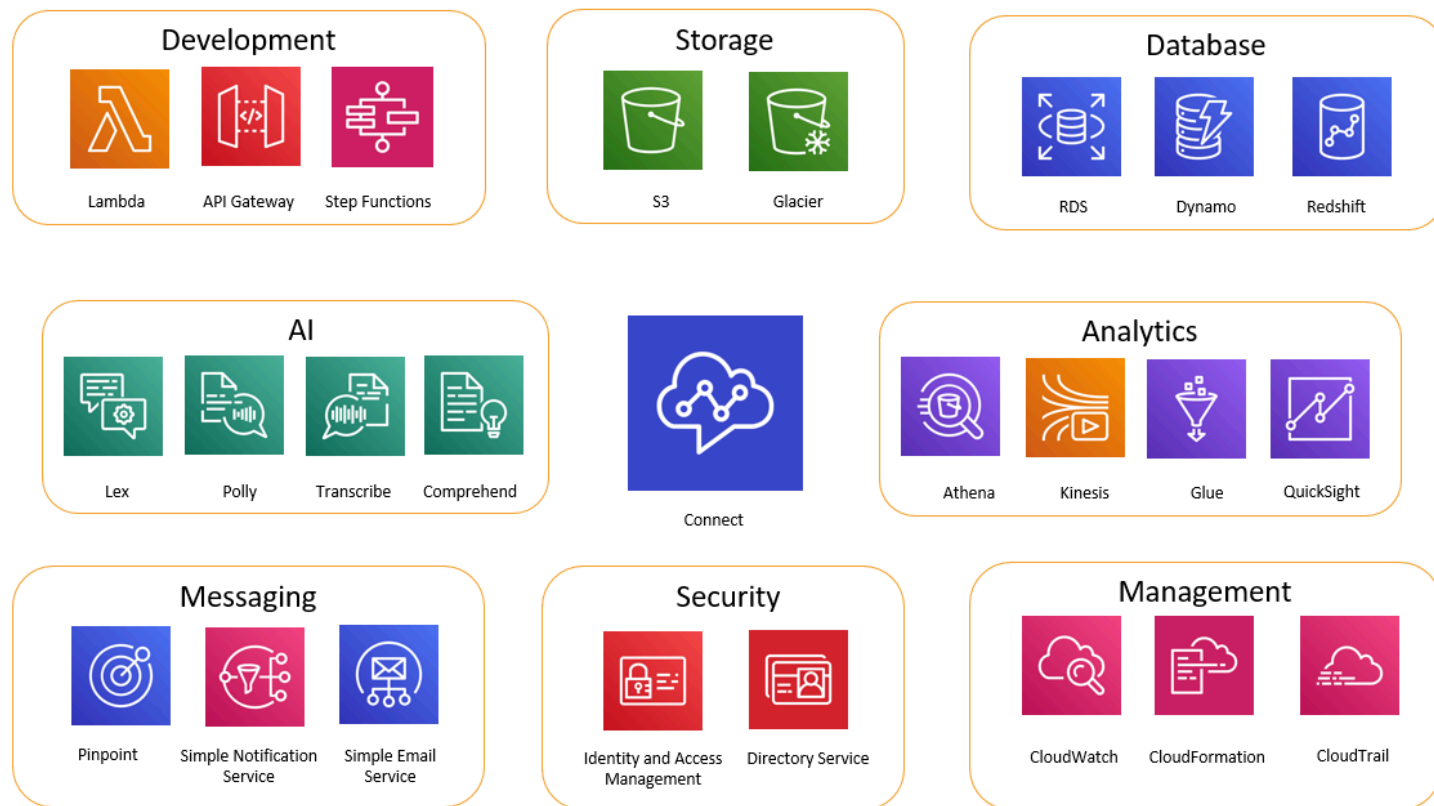 Development
Lambda
API Gateway
Step Functions
Storage
S3
Glacier
Database
RDS
Dynamo
Redshift
AI
Lex
Polly
Transcribe
Comprehend
Connect
Analytics
Athena
Kinesis
Glue
QuickSight
Messaging
Pinpoint
Simple Notification
Service
Simple Email
Service
Security
Identity and Access
Management
Directory Service
Management
CloudWatch
CloudFormation
CloudTrail